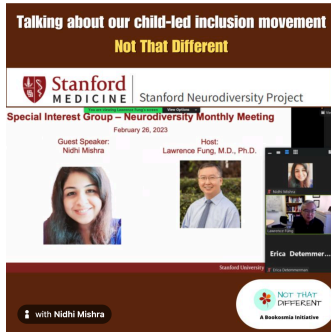 Talking about our child-led inclusion movement
Not That Different
Stanford
MEDICINE
Stanford Neurodiversity Project
View Options
Special Interest Group – Neurodiversity Monthly Meeting
February 26, 2023
Guest Speaker:
Nidhi Mishra
Host:
Lawrence Fung, M.D., Ph.D.
Nidhi Mishra
Lawrence Fung
Erica Detemmer...
Erica Detemmerman
Stanford University
with Nidhi Mishra
NOT THAT
DIFFERENT
A Bookosmia Initiative